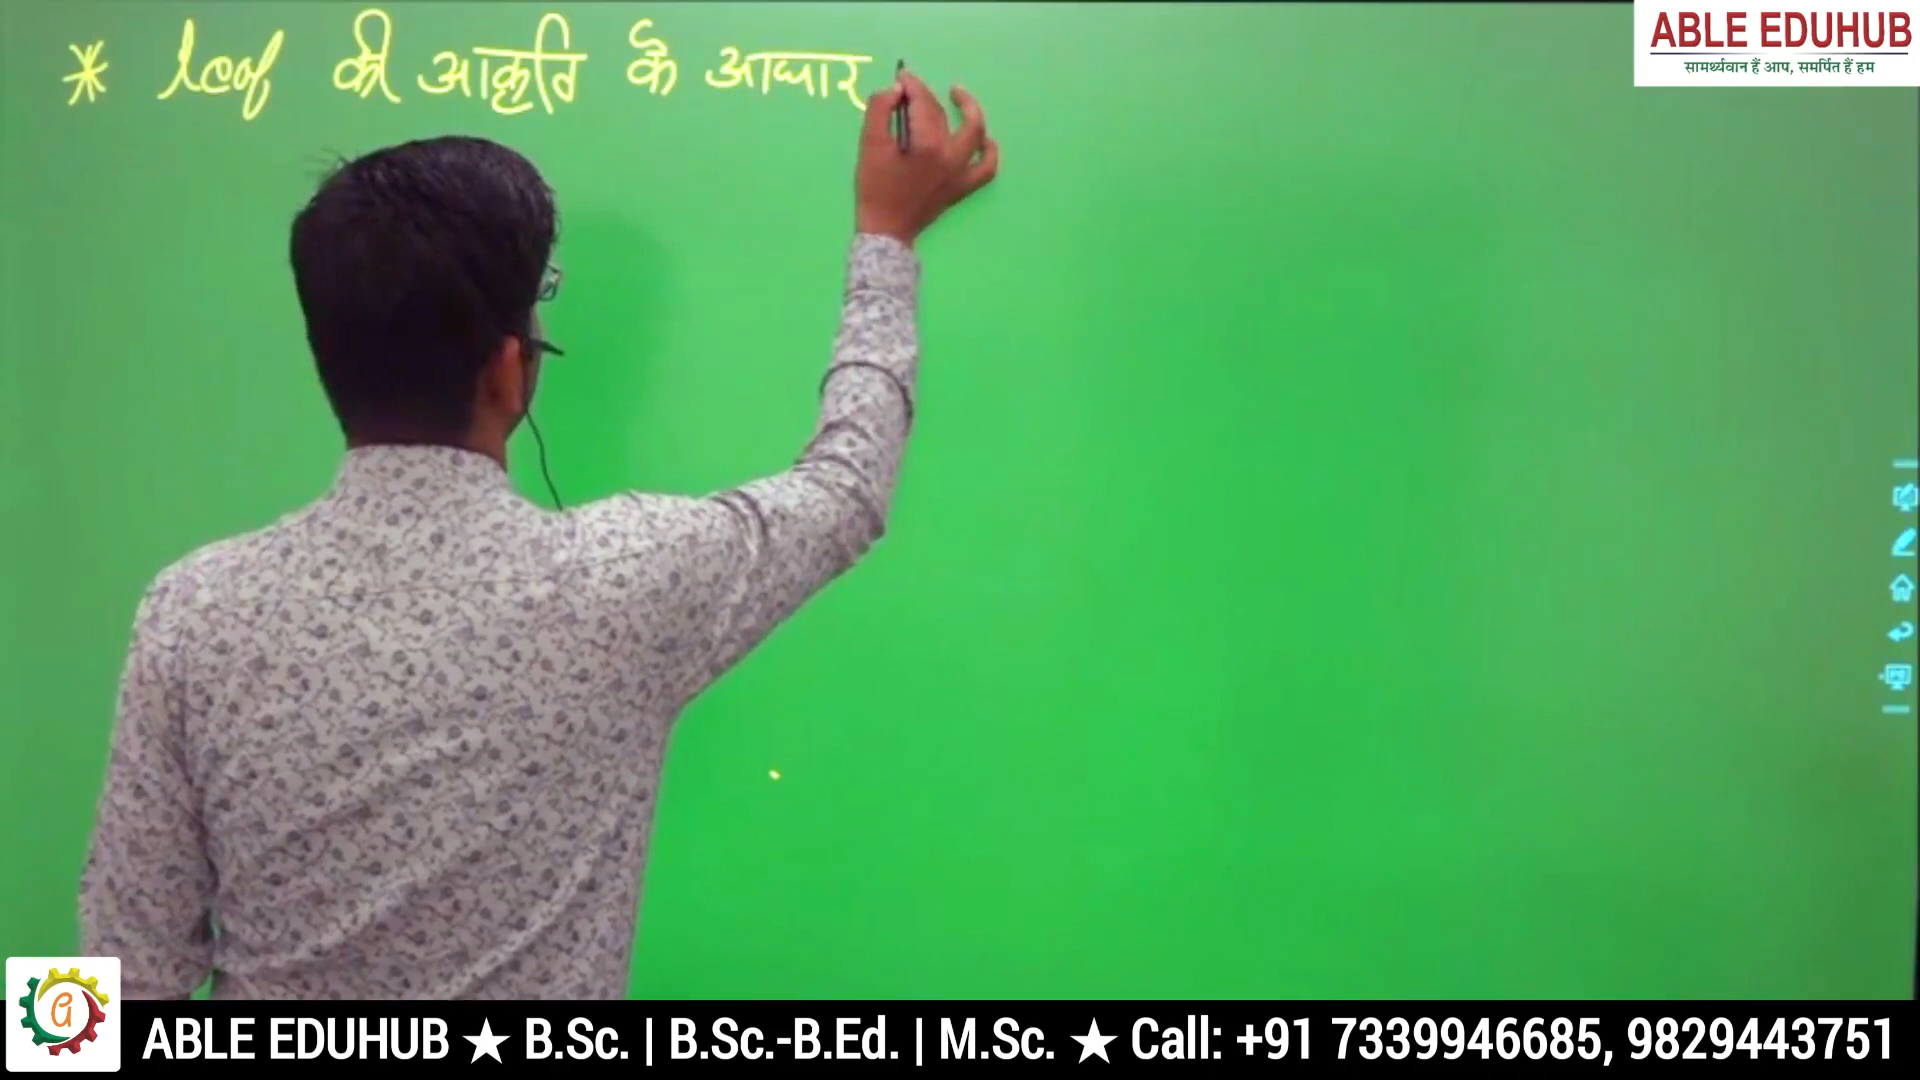 * leaf की आकृति के आधार
ABLE EDUHUB
सामर्थ्यवान हैं आप, समर्पित हैं हम
ABLE EDUHUB ★ B.Sc. | B.Sc.-B.Ed. | M.Sc. ★ Call: +91 7339946685, 9829443751